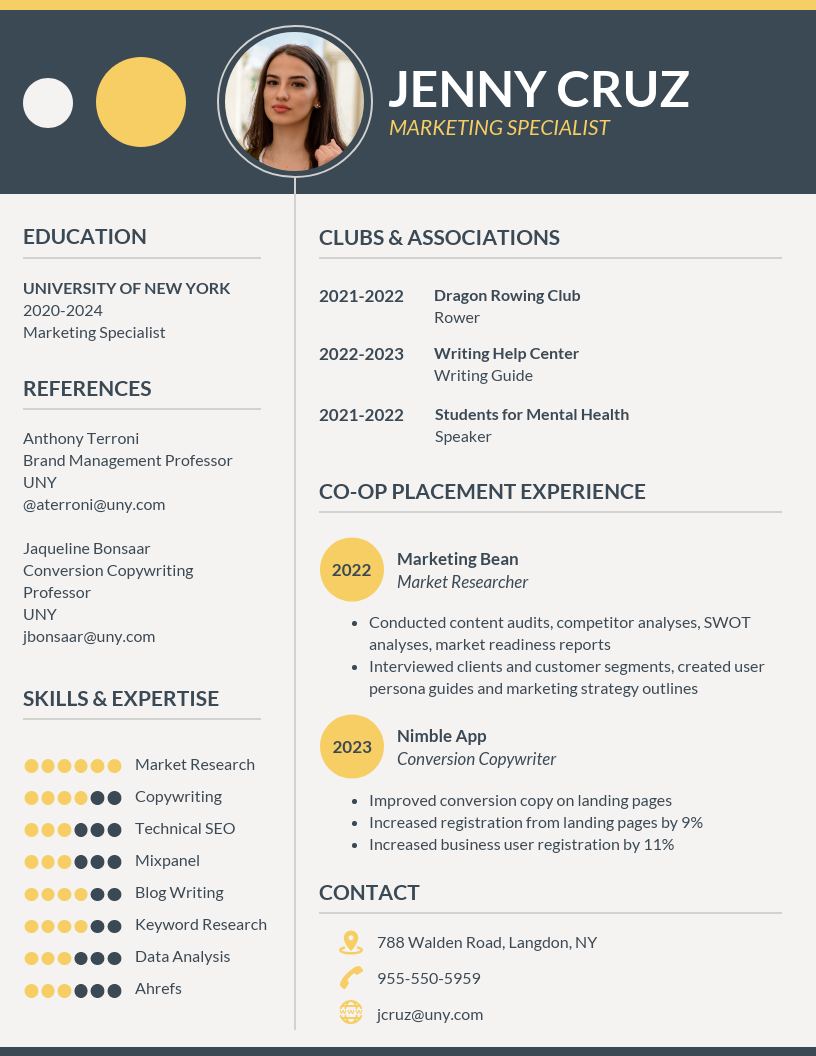 JENNY CRUZ
MARKETING SPECIALIST
EDUCATION
UNIVERSITY OF NEW YORK
2020-2024
Marketing Specialist
REFERENCES
Anthony Terroni
Brand Management Professor
UNY
@aterroni@uny.com
Jaqueline Bonsaar
Conversion Copywriting
Professor
UNY
jbonsaar@uny.com
SKILLS & EXPERTISE
Market Research
Copywriting
Technical SEO
Mixpanel
Blog Writing
Keyword Research
Data Analysis
Ahrefs
CLUBS & ASSOCIATIONS
2021-2022 Dragon Rowing Club
Rower
2022-2023 Writing Help Center
Writing Guide
2021-2022 Students for Mental Health
Speaker
CO-OP PLACEMENT EXPERIENCE
2022 Marketing Bean
Market Researcher
• Conducted content audits, competitor analyses, SWOT
analyses, market readiness reports
• Interviewed clients and customer segments, created user
persona guides and marketing strategy outlines
2023 Nimble App
Conversion Copywriter
• Improved conversion copy on landing pages
• Increased registration from landing pages by 9%
• Increased business user registration by 11%
CONTACT
788 Walden Road, Langdon, NY
955-550-5959
WWW jcruz@uny.com